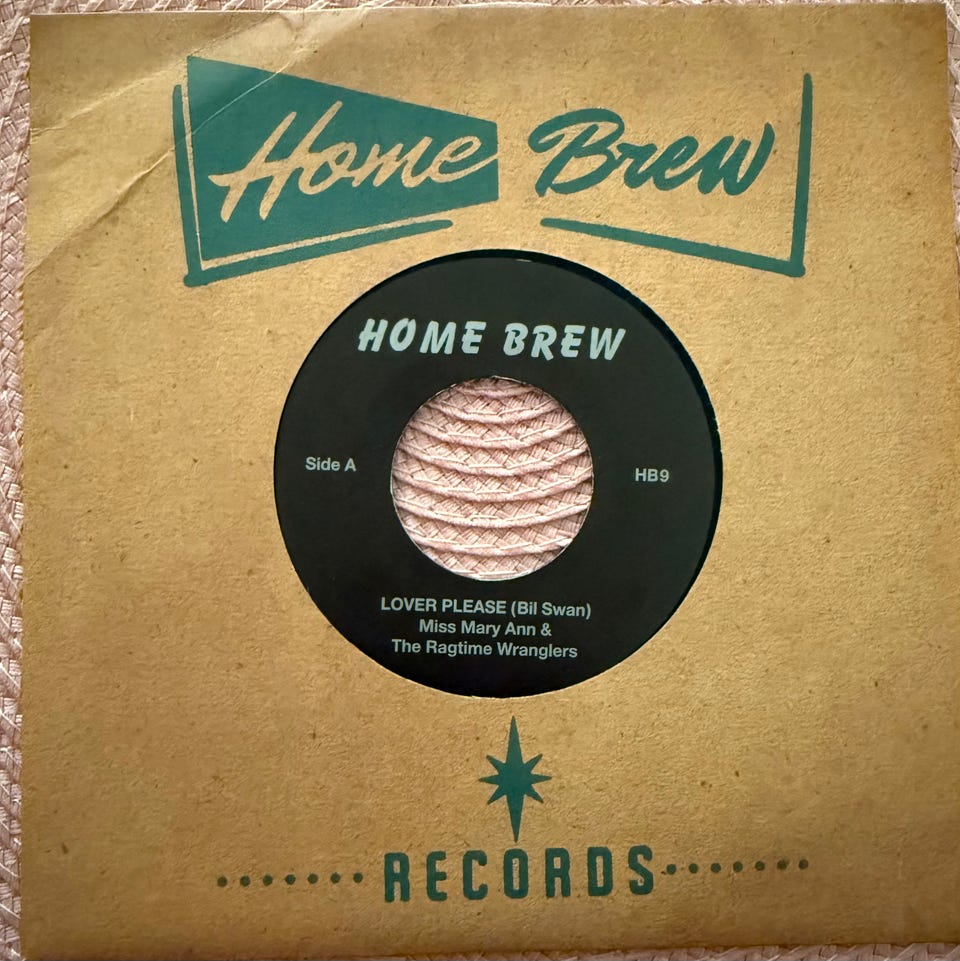 Home Brew
HOME BREW
Side A
HB9
LOVER PLEASE (Bil Swan)
Miss Mary Ann &
The Ragtime Wranglers
RECORDS